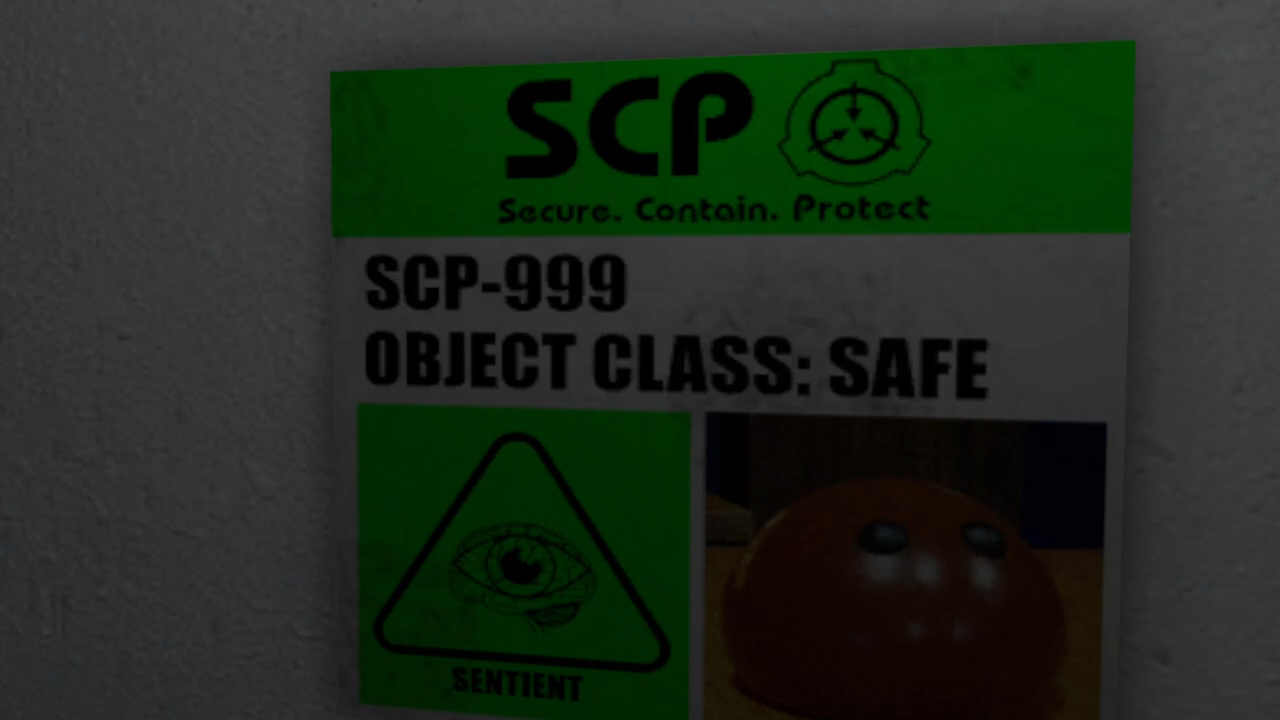 SCP
Secure. Contain. Protect
SCP-999
OBJECT CLASS: SAFE
SENTIENT